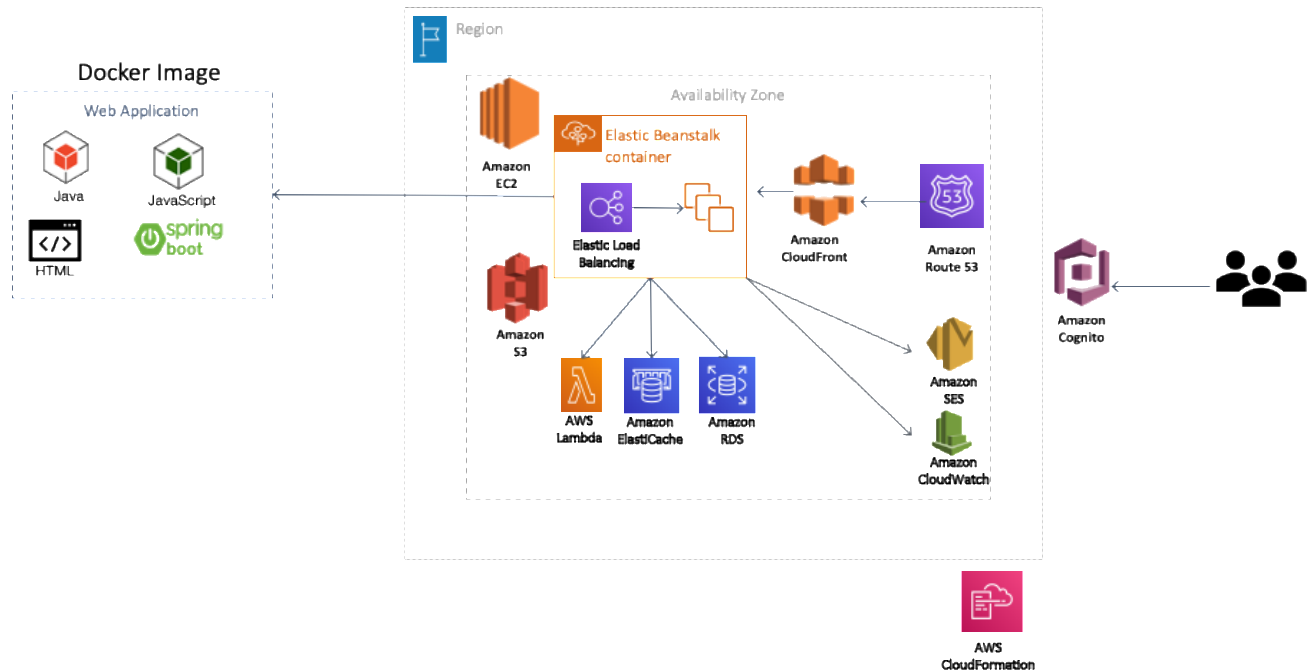 Region
Docker Image
Web Application
Java
JavaScript
HTML
spring
boot
Availability Zone
Amazon
EC2
Elastic Beanstalk
container
Elastic Load
Balancing
Amazon
CloudFront
53
Amazon
Route 53
Amazon
S3
AWS
Lambda
Amazon
ElastiCache
Amazon
RDS
Amazon
SES
Amazon
CloudWatch
Amazon
Cognito
AWS
CloudFormation